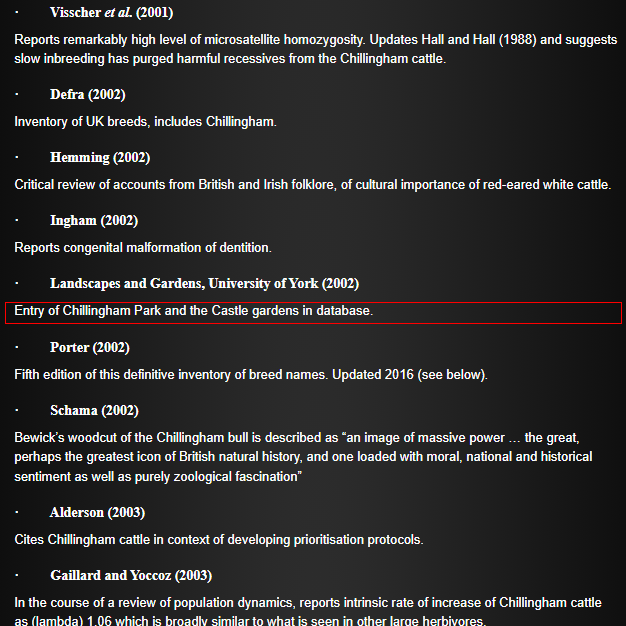 · Visscher et al. (2001)
Reports remarkably high level of microsatellite homozygosity. Updates Hall and Hall (1988) and suggests
slow inbreeding has purged harmful recessives from the Chillingham cattle.
· Defra (2002)
Inventory of UK breeds, includes Chillingham.
· Hemming (2002)
Critical review of accounts from British and Irish folklore, of cultural importance of red-eared white cattle.
· Ingham (2002)
Reports congenital malformation of dentition.
· Landscapes and Gardens, University of York (2002)
Entry of Chillingham Park and the Castle gardens in database.
· Porter (2002)
Fifth edition of this definitive inventory of breed names. Updated 2016 (see below).
· Schama (2002)
Bewick’s woodcut of the Chillingham bull is described as “an image of massive power … the great,
perhaps the greatest icon of British natural history, and one loaded with moral, national and historical
sentiment as well as purely zoological fascination”
· Alderson (2003)
Cites Chillingham cattle in context of developing prioritisation protocols.
· Gaillard and Yoccoz (2003)
In the course of a review of population dynamics, reports intrinsic rate of increase of Chillingham cattle
as (lambda) 1.06 which is broadly similar to what is seen in other large herbivores.